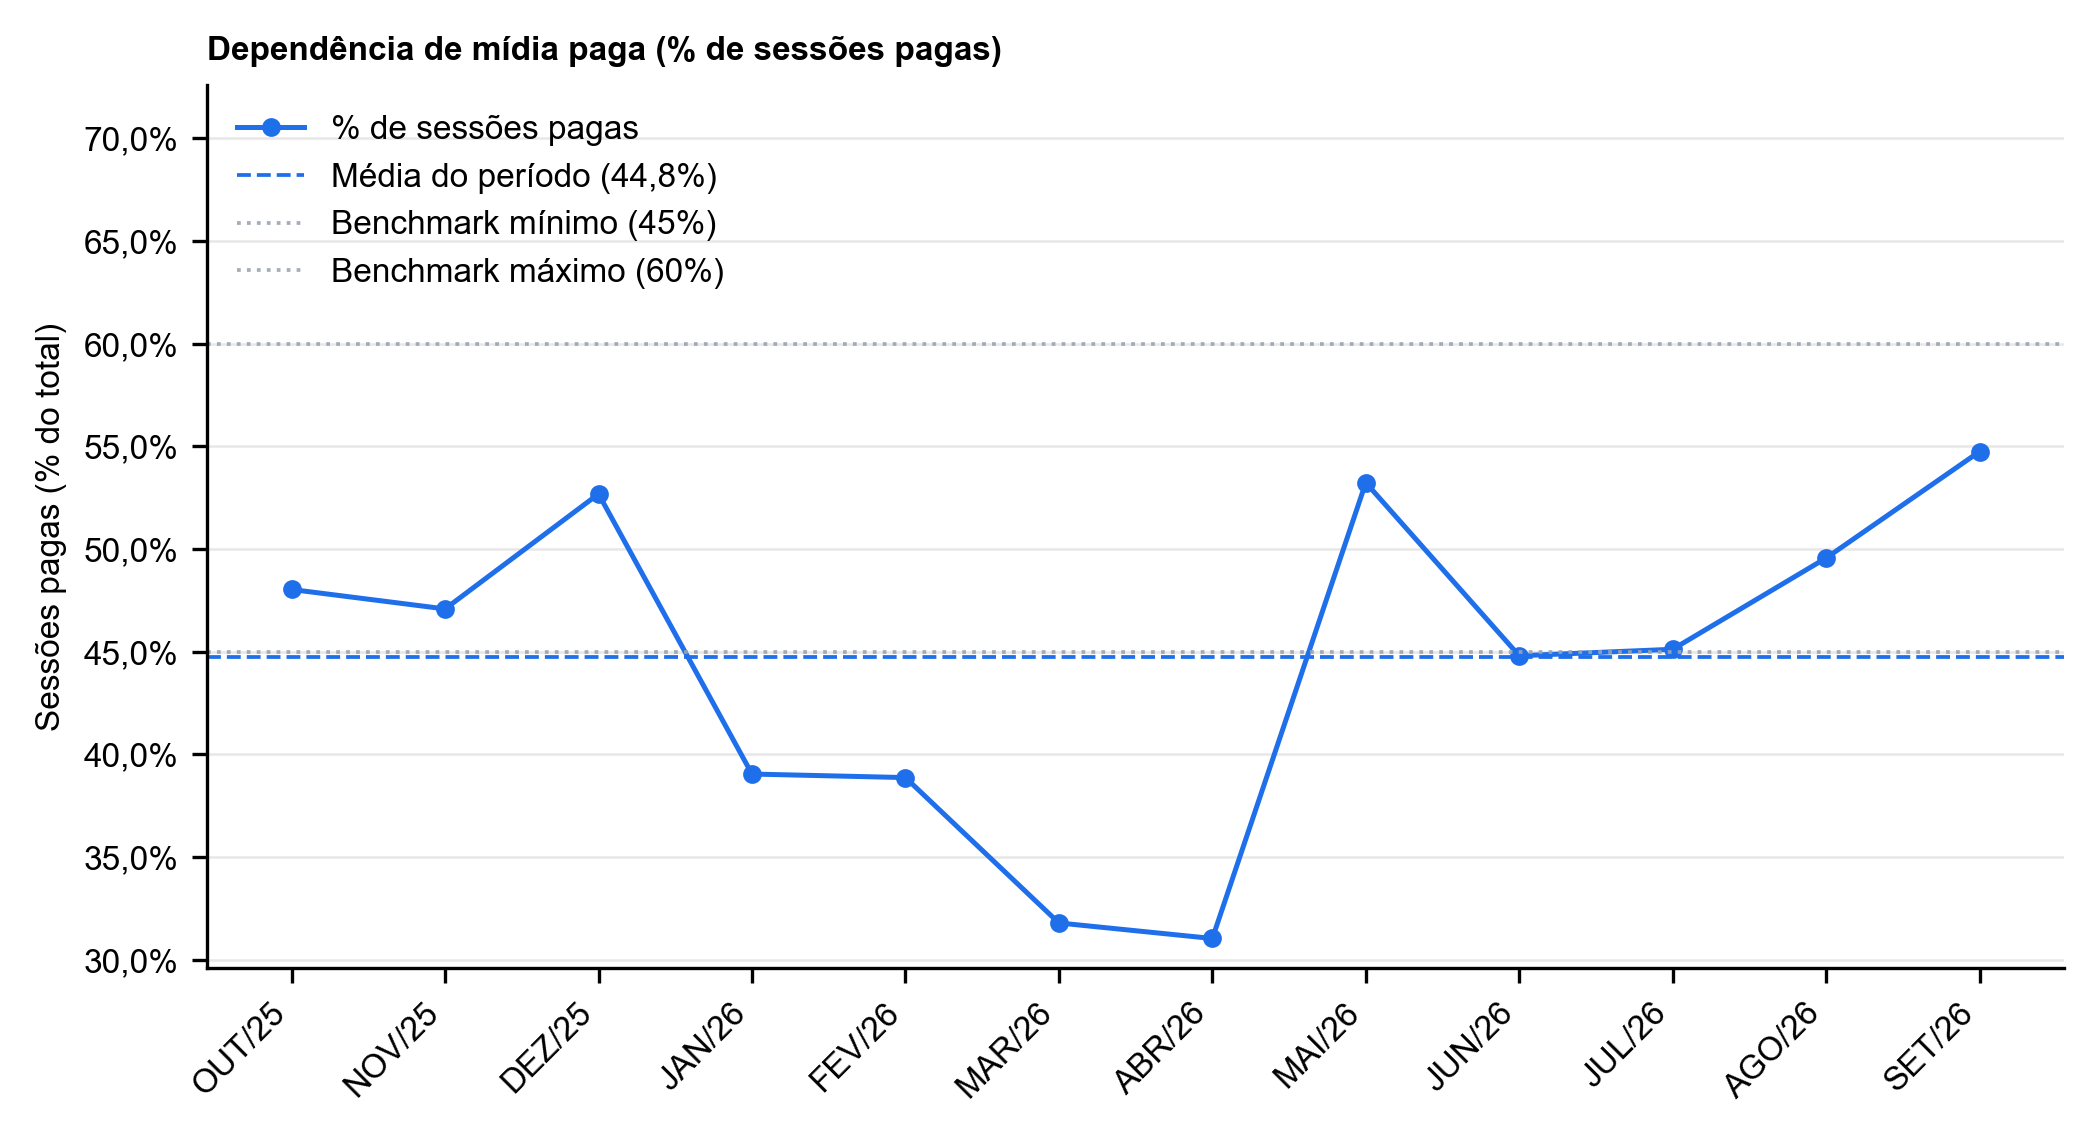 Dependência de mídia paga (% de sessões pagas)
% de sessões pagas
Média do período (44,8%)
Benchmark mínimo (45%)
Benchmark máximo (60%)
Sessões pagas (% do total)
70,0%
65,0%
60,0%
55,0%
50,0%
45,0%
40,0%
35,0%
30,0%
OUT/25
NOV/25
DEZ/25
JAN/26
FEV/26
MAR/26
ABR/26
MAI/26
JUN/26
JUL/26
AGO/26
SET/26